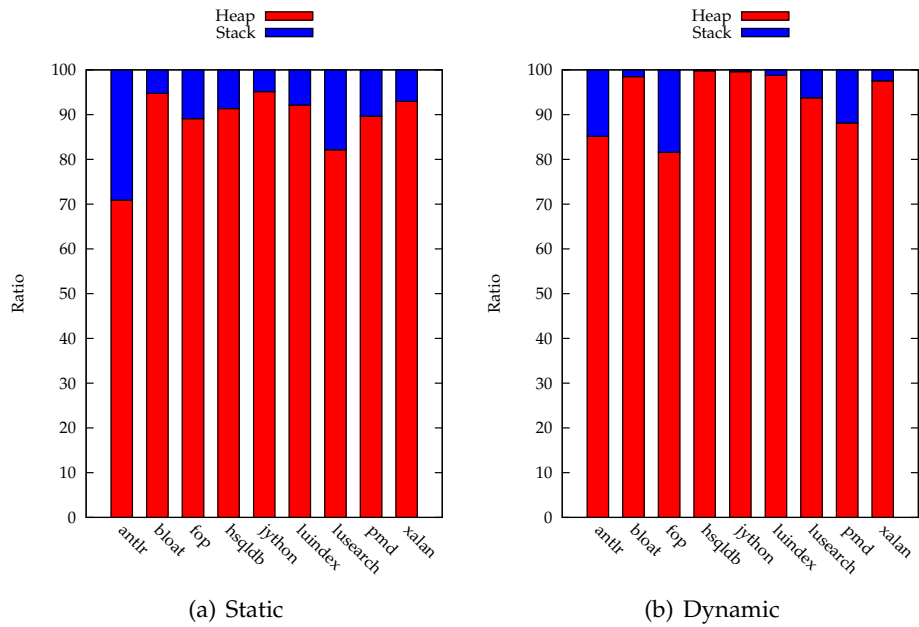 Heap
Stack
Ratio
100
90
80
70
60
50
40
30
20
10
0
antlr
bloat
fop
hsqldb
jython
luindex
lusearch
pmd
xalan
(a) Static
Heap
Stack
Ratio
100
90
80
70
60
50
40
30
20
10
0
antlr
bloat
fop
hsqldb
jython
luindex
lusearch
pmd
xalan
(b) Dynamic